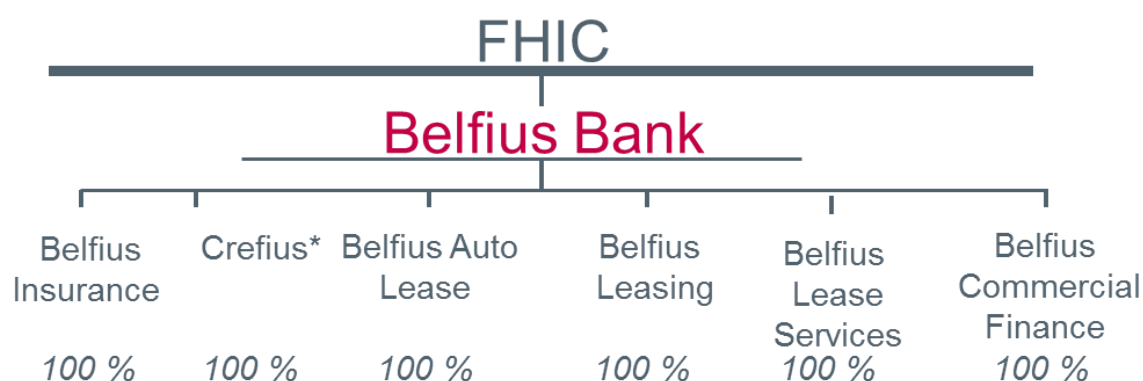 FHIC
Belfius Bank
Belfius
Insurance
100 %
Crefius*
100 %
Belfius Auto
Lease
100 %
Belfius
Leasing
100 %
Belfius
Lease
Services
100 %
Belfius
Commercial
Finance
100 %